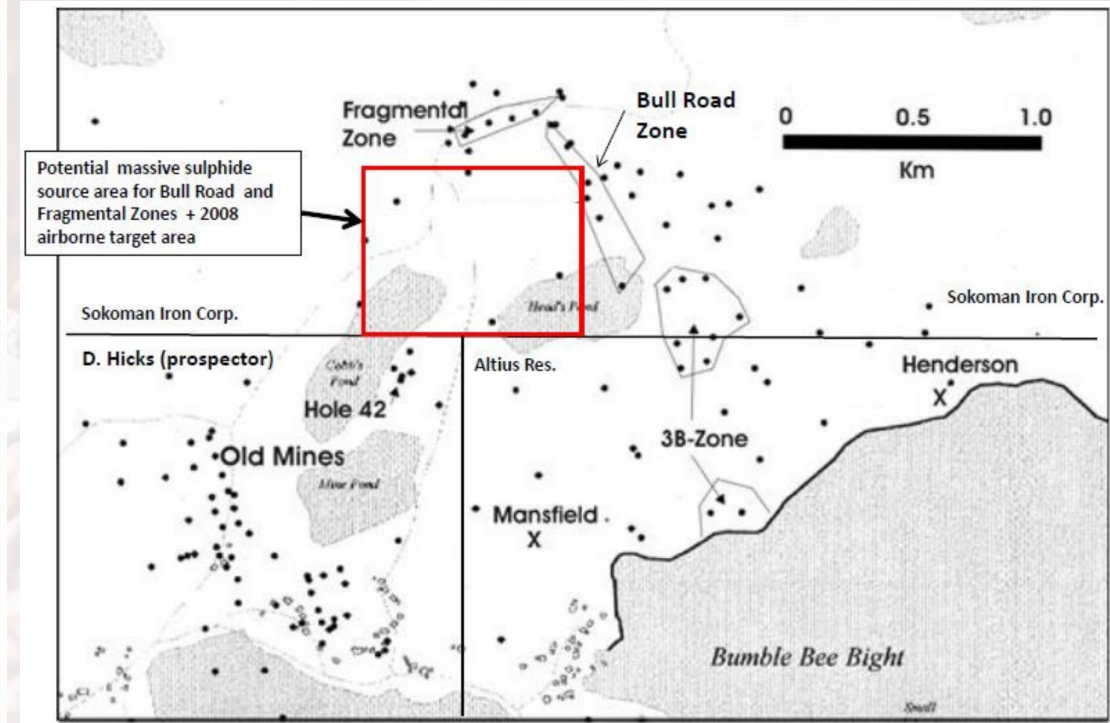 Fragmental
Zone
Bull Road
Zone
0 0.5 1.0
Km
Potential massive sulphide
source area for Bull Road and
Fragmental Zones + 2008
airborne target area
Head's Pond
Sokoman Iron Corp.
Sokoman Iron Corp.
D. Hicks (prospector)
Altius Res.
Cobb's
Pond
Henderson
X
Hole 42
3B-Zone
Old Mines
Mine Pond
Mansfield
X
Bumble Bee Bight
Small